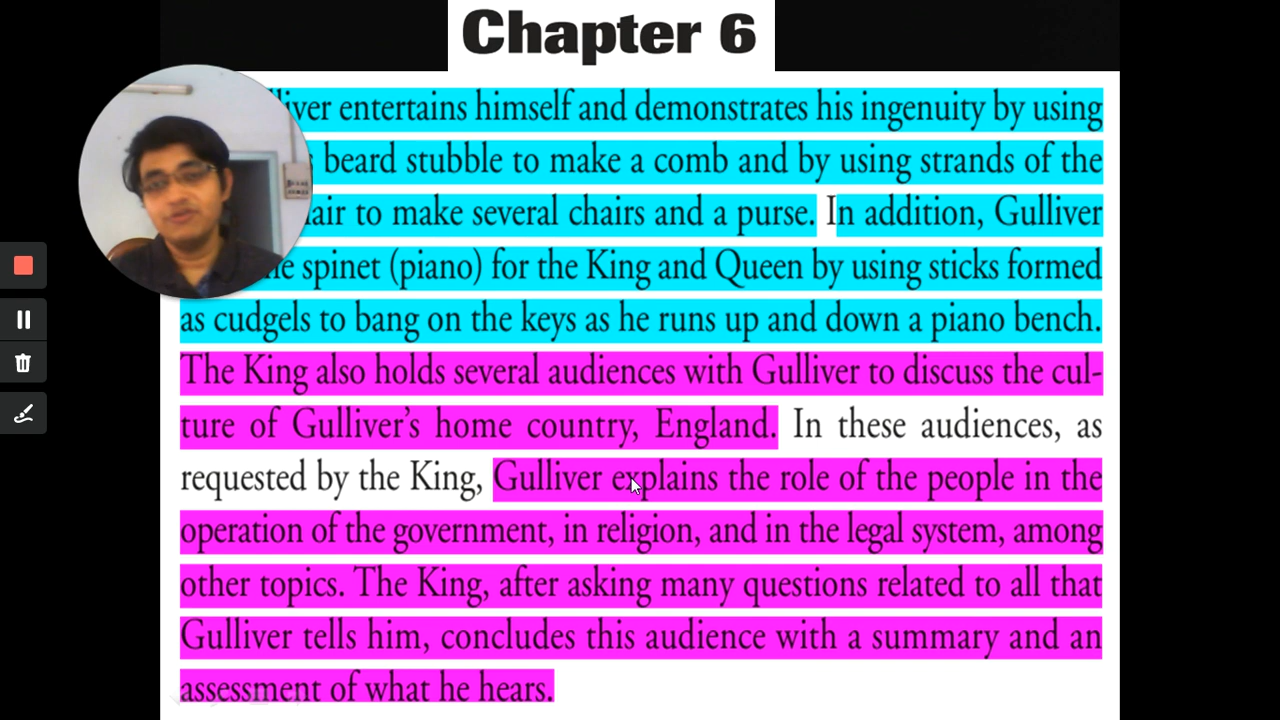 Chapter 6
iver entertains himself and demonstrates his ingenuity by using
beard stubble to make a comb and by using strands of the
air to make several chairs and a purse. In addition, Gulliver
spinet (piano) for the King and Queen by using sticks formed
as cudgels to bang on the keys as he runs up and down a piano bench.
The King also holds several audiences with Gulliver to discuss the cul-
ture of Gulliver's home country, England. In these audiences, as
requested by the King, Gulliver explains the role of the people in the
operation of the government, in religion, and in the legal system, among
other topics. The King, after asking many questions related to all that
Gulliver tells him, concludes this audience with a summary and an
assessment of what he hears.